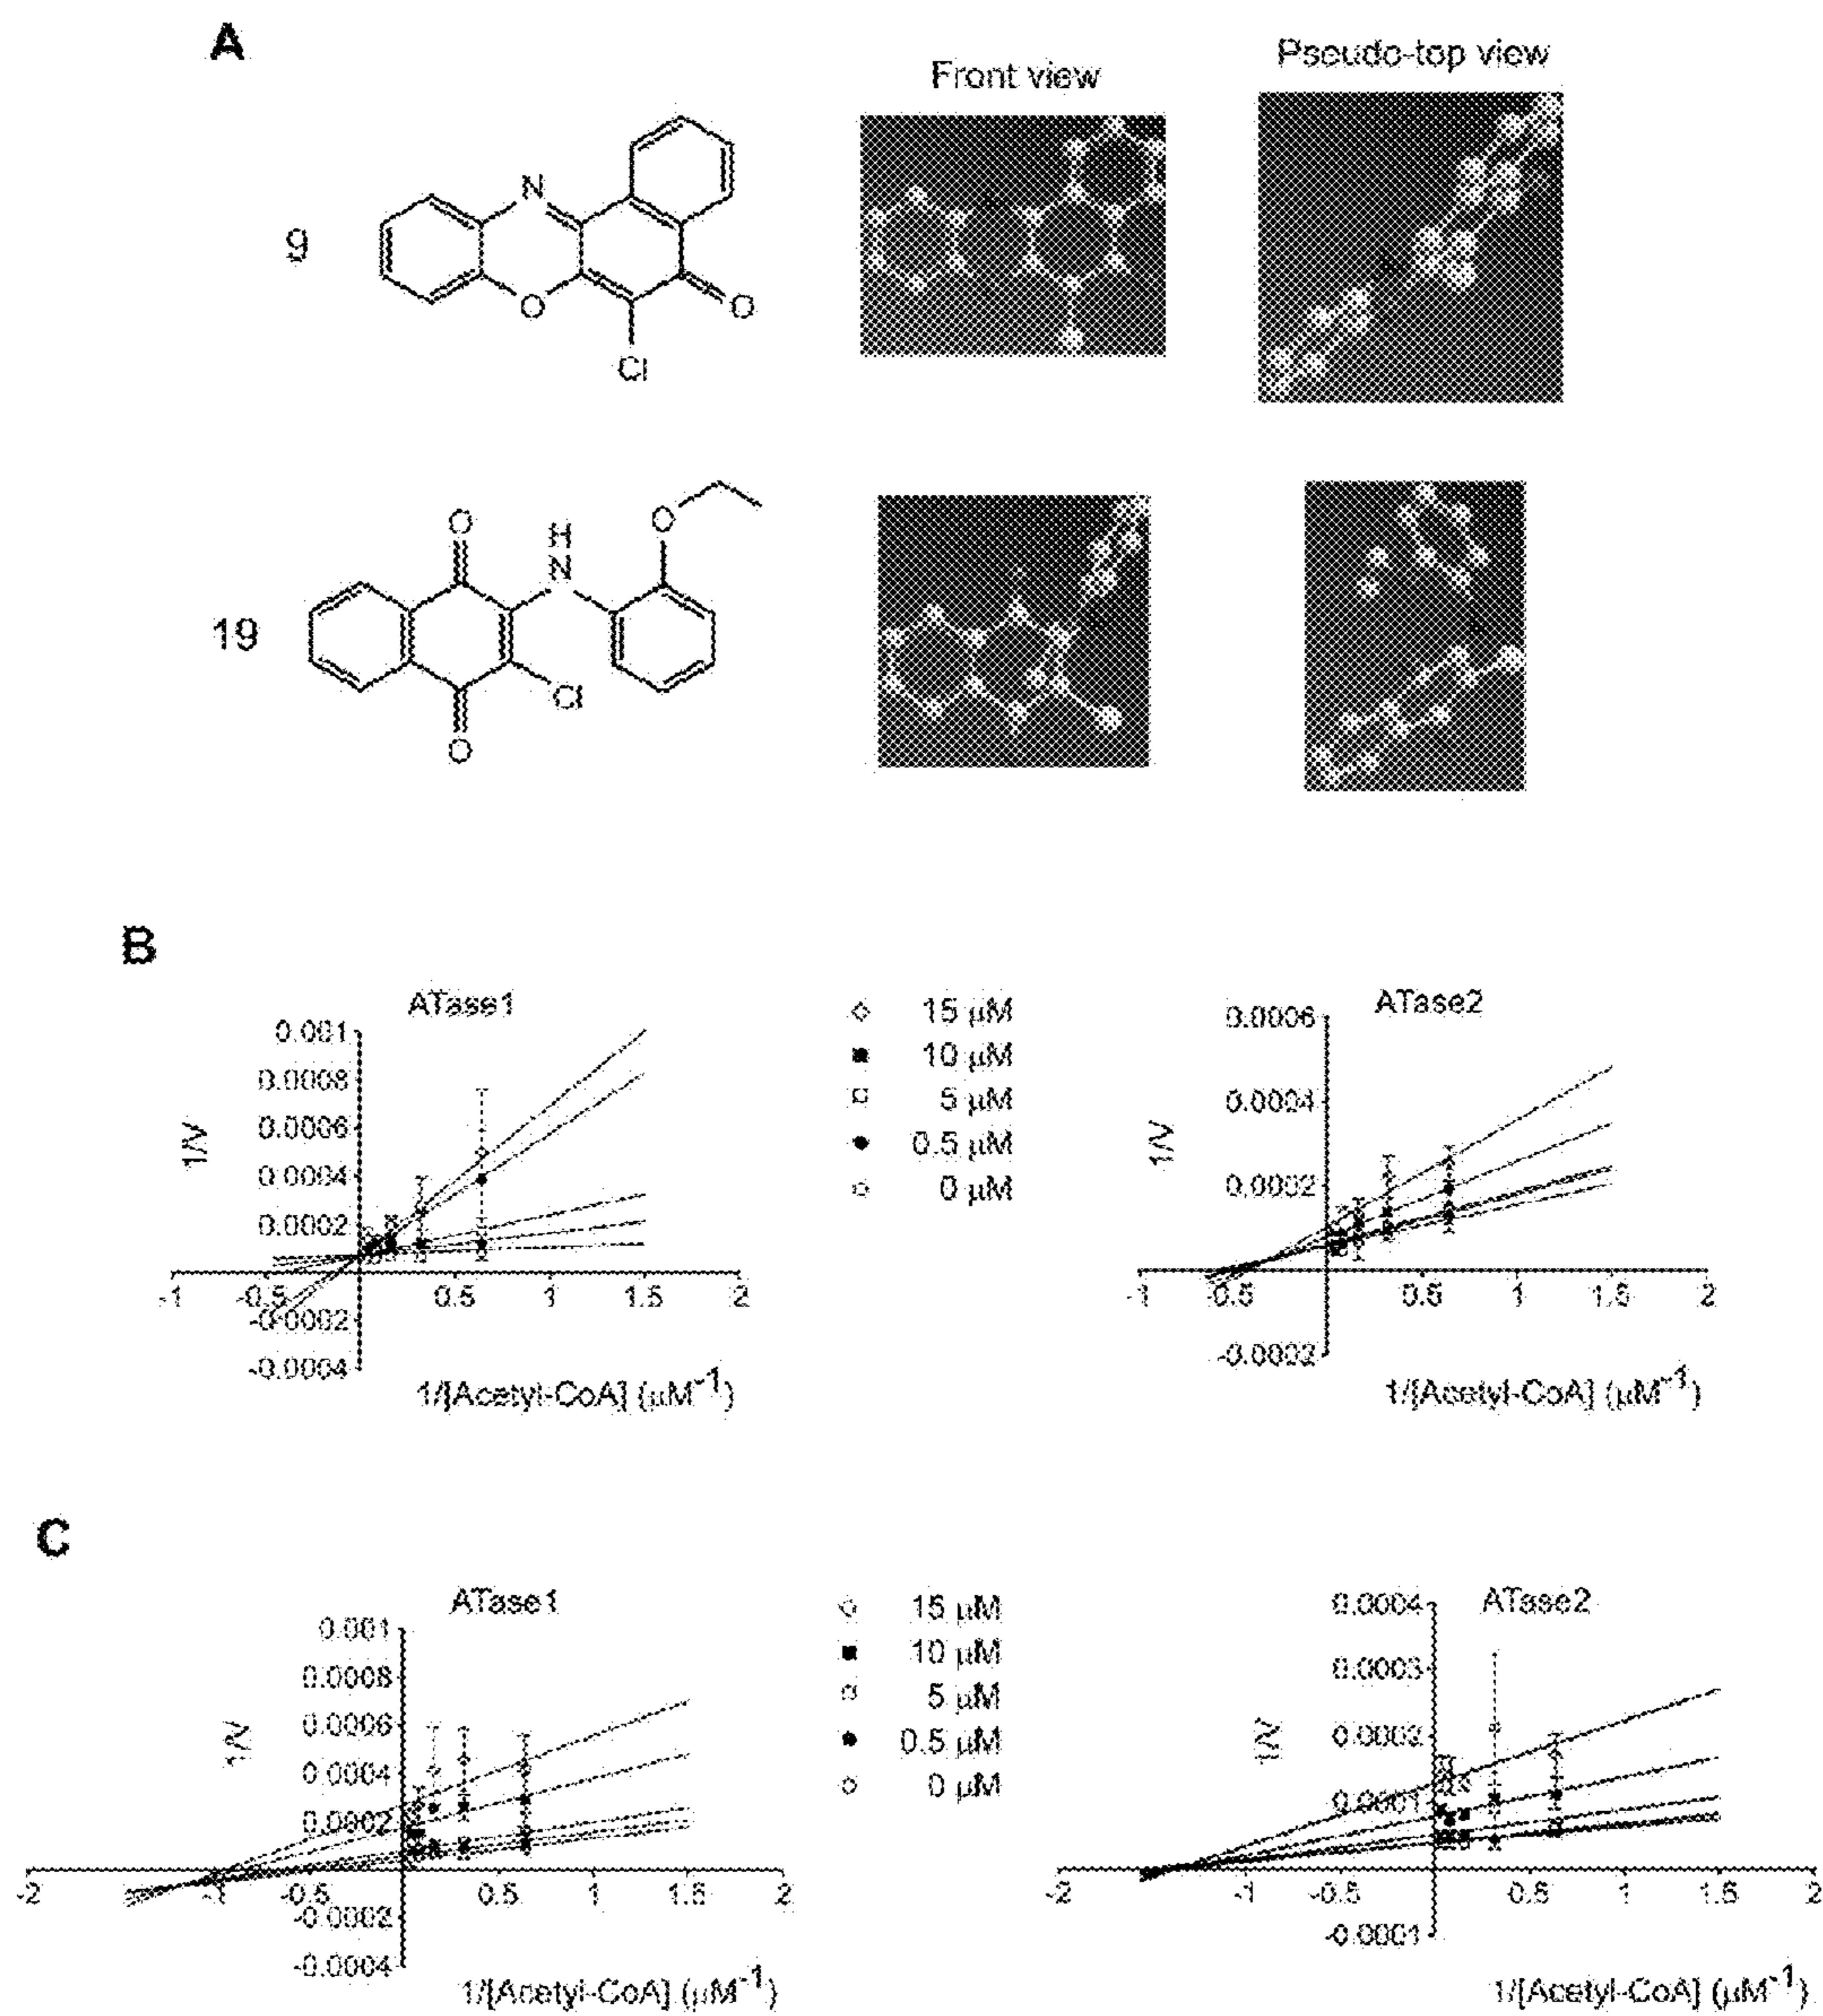 A
Front view
Pseudo-top view
9
N
O
O
Cl
19
O
H
N
O
Cl
O
B
ATase1
0.001
0.0008
0.0006
0.0004
0.0002
-0.0002
-0.0004
1/V
-1
-0.5
0.5
1
1.5
2
1/[Acetyl-CoA] (µM⁻¹)
15 µM
10 µM
5 µM
0.5 µM
0 µM
ATase2
0.0006
0.0004
0.0002
-0.0002
1/V
-1
-0.5
0.5
1
1.5
2
1/[Acetyl-CoA] (µM⁻¹)
C
ATase1
0.001
0.0008
0.0006
0.0004
0.0002
-0.0002
-0.0004
1/V
-2
-1
-0.5
0.5
1
1.5
2
1/[Acetyl-CoA] (µM⁻¹)
15 µM
10 µM
5 µM
0.5 µM
0 µM
ATase2
0.0004
0.0003
0.0002
0.0001
-0.0001
1/V
-2
-1
-0.5
0.5
1
1.5
2
1/[Acetyl-CoA] (µM⁻¹)